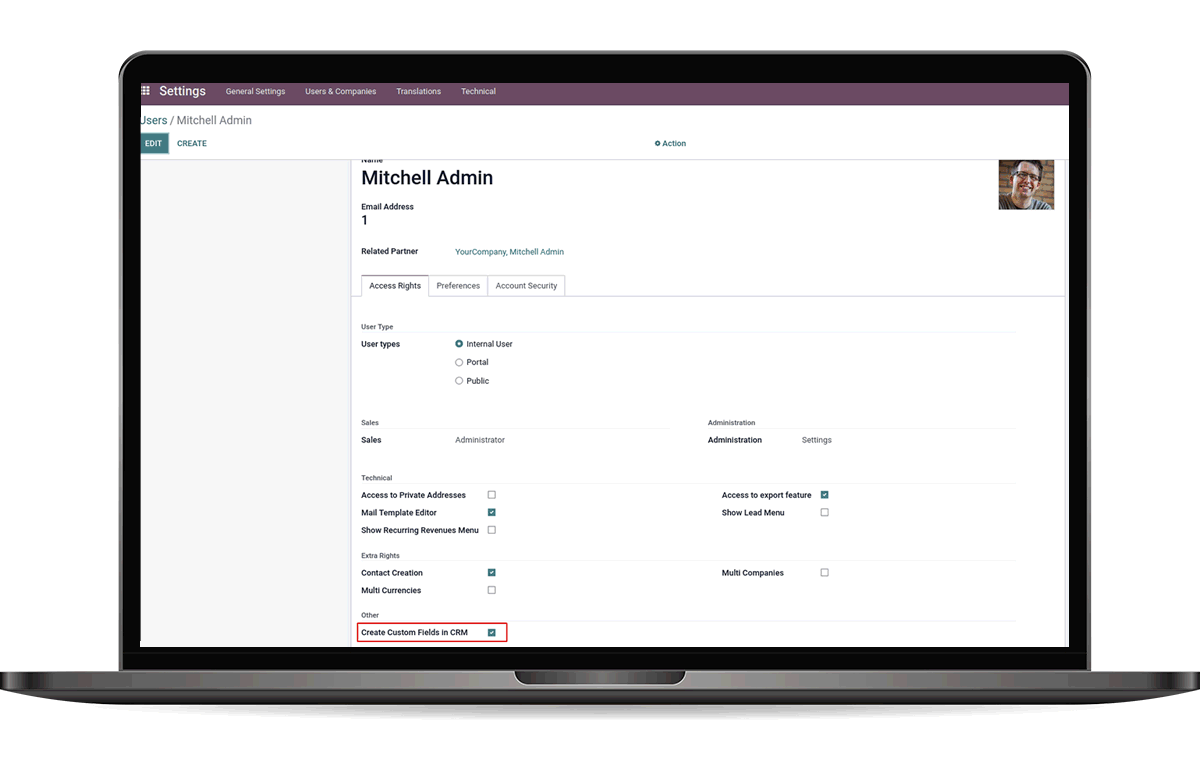 Settings General Settings Users & Companies Translations Technical
Users / Mitchell Admin
EDIT CREATE Action
Name
Mitchell Admin
Email Address
1
Related Partner YourCompany, Mitchell Admin
Access Rights Preferences Account Security
User Type
User types Internal User
Portal
Public
Sales Administration
Sales Administrator Administration Settings
Technical
Access to Private Addresses Access to export feature
Mail Template Editor Show Lead Menu
Show Recurring Revenues Menu
Extra Rights
Contact Creation Multi Companies
Multi Currencies
Other
Create Custom Fields in CRM